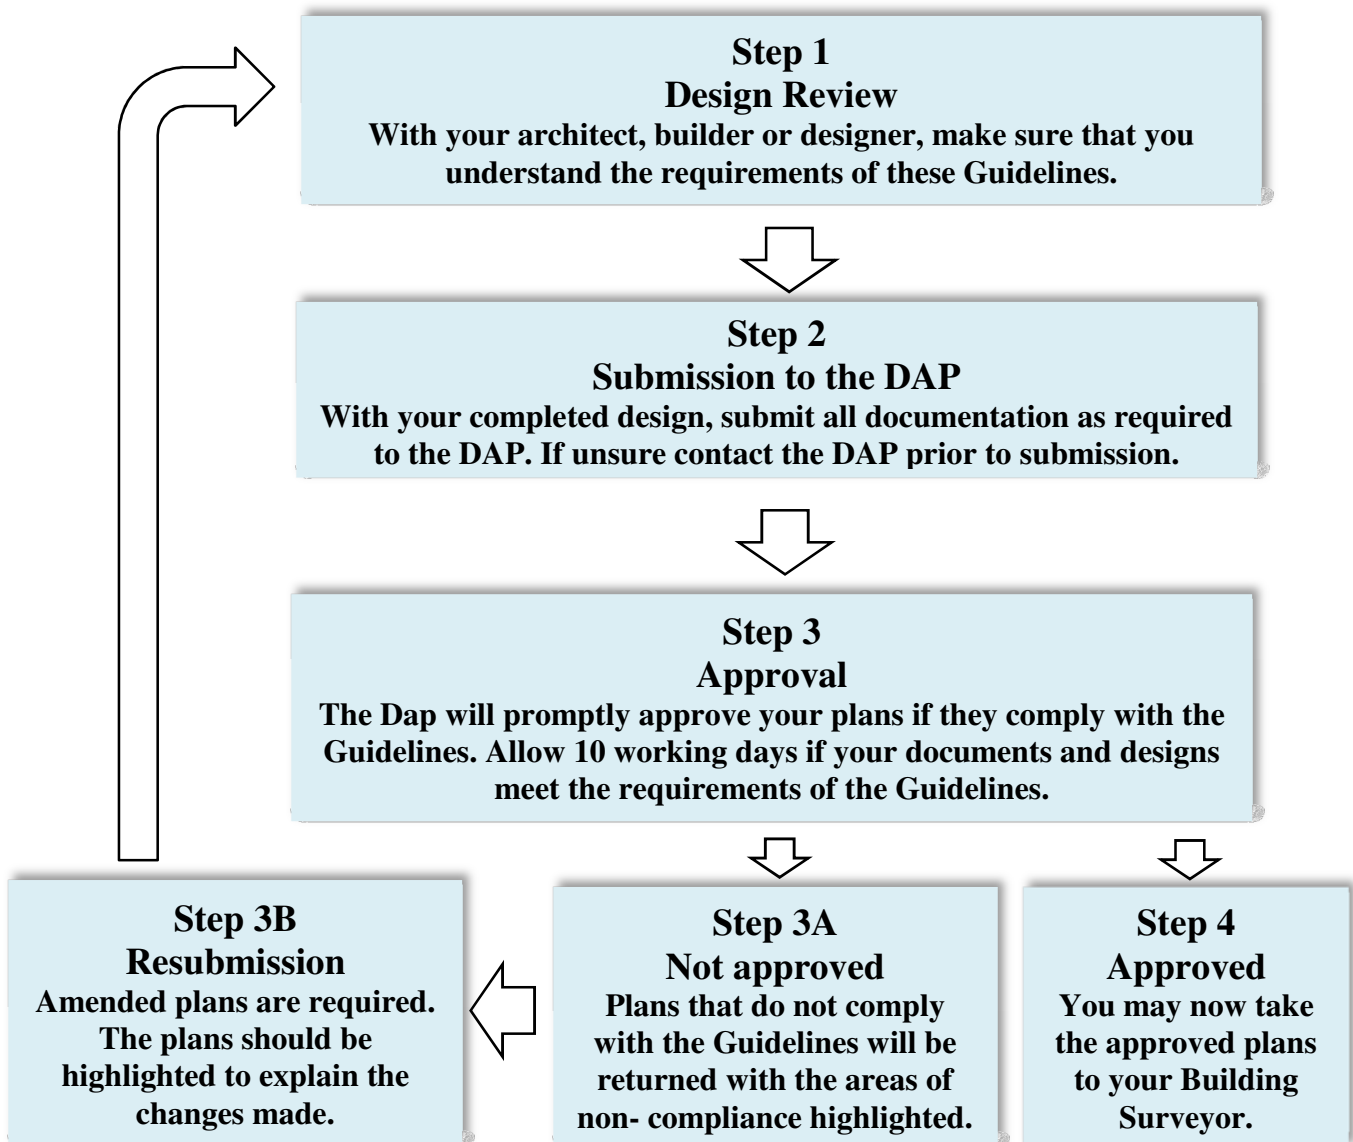 Step 1
Design Review
With your architect, builder or designer, make sure that you
understand the requirements of these Guidelines.
Step 2
Submission to the DAP
With your completed design, submit all documentation as required
to the DAP. If unsure contact the DAP prior to submission.
Step 3
Approval
The Dap will promptly approve your plans if they comply with the
Guidelines. Allow 10 working days if your documents and designs
meet the requirements of the Guidelines.
Step 3B
Resubmission
Amended plans are required.
The plans should be
highlighted to explain the
changes made.
Step 3A
Not approved
Plans that do not comply
with the Guidelines will be
returned with the areas of
non- compliance highlighted.
Step 4
Approved
You may now take
the approved plans
to your Building
Surveyor.